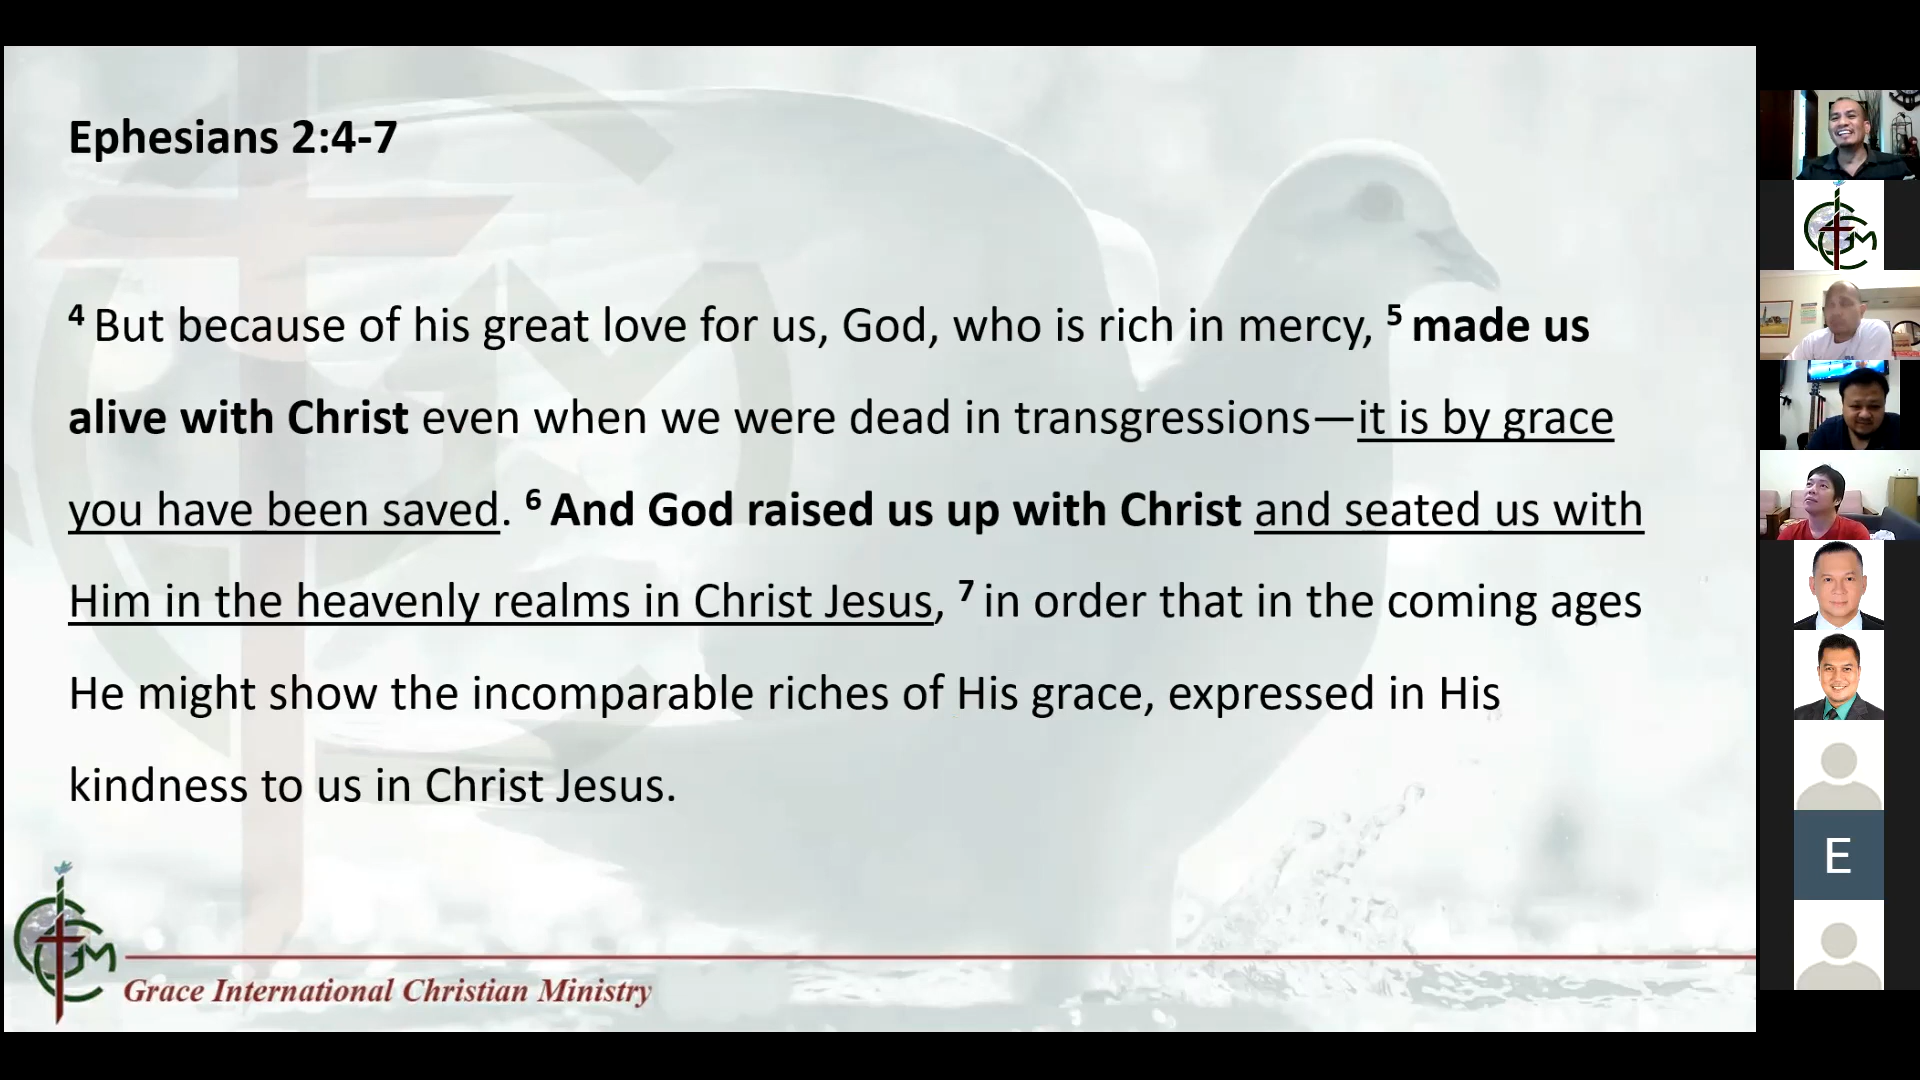 Ephesians 2:4-7
4 But because of his great love for us, God, who is rich in mercy, 5 made us
alive with Christ even when we were dead in transgressions—it is by grace
you have been saved. 6 And God raised us up with Christ and seated us with
Him in the heavenly realms in Christ Jesus, 7 in order that in the coming ages
He might show the incomparable riches of His grace, expressed in His
kindness to us in Christ Jesus.
GICM
Grace International Christian Ministry
GICM
E